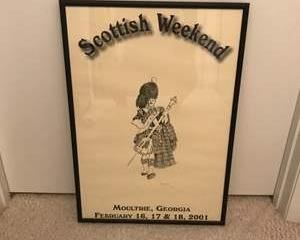 Scottish Weekend
Moultrie, Georgia
February 16, 17 & 18, 2001